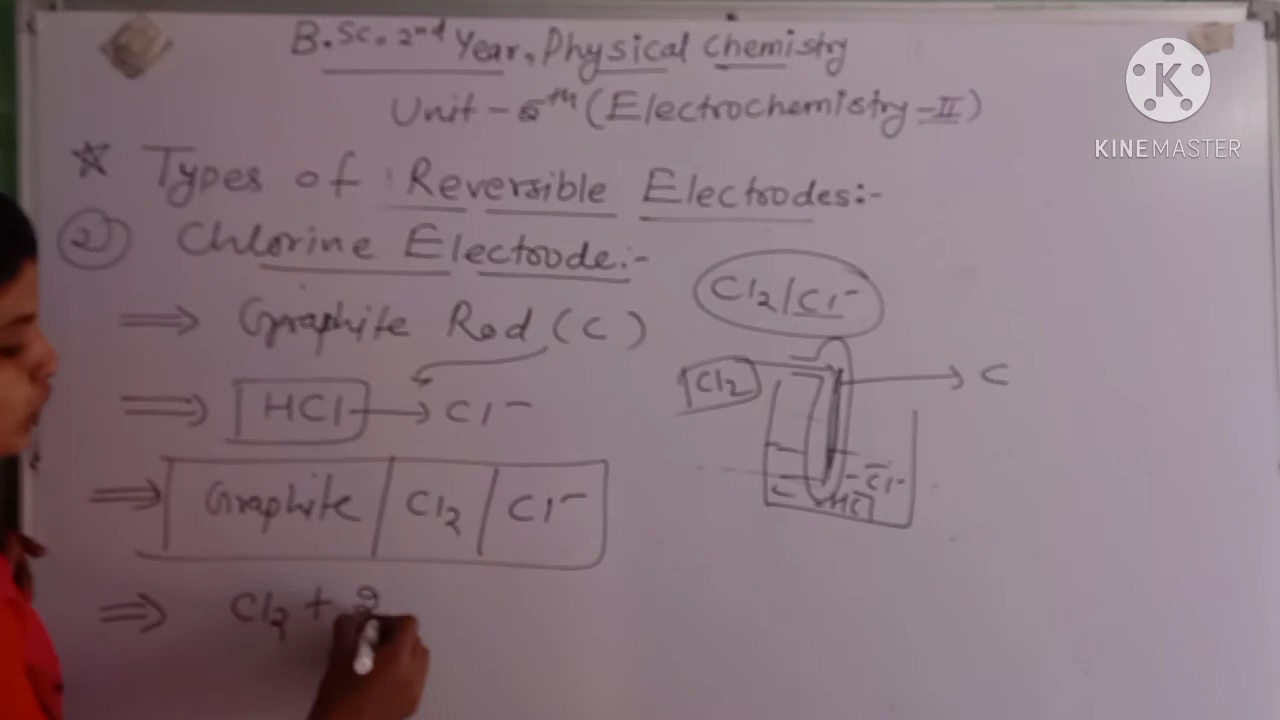 B.Sc. 2nd Year, Physical Chemistry
Unit - 5th (Electrochemistry-II)
K
KINEMASTER
☆ Types of Reversible Electrodes:-
2) Chlorine Electrode:-
Cl2/Cl-
⇒ Graphite Rod (C)
Cl2
→ C
⇒ HCl → Cl-
Cl-
HCl
⇒ Graphite / Cl2 / Cl-
⇒ Cl2 + 2